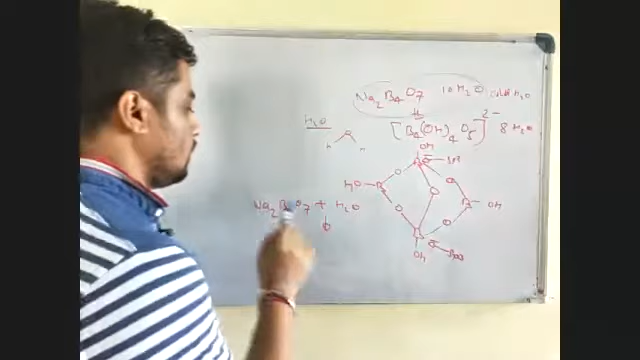 Na2B4O7 10H2O
H2O
[B4(OH)4O5]2- 8H2O
H H
OH
B
O O
HO B O B OH
O O
B
OH
Na2B4O7 + H2O